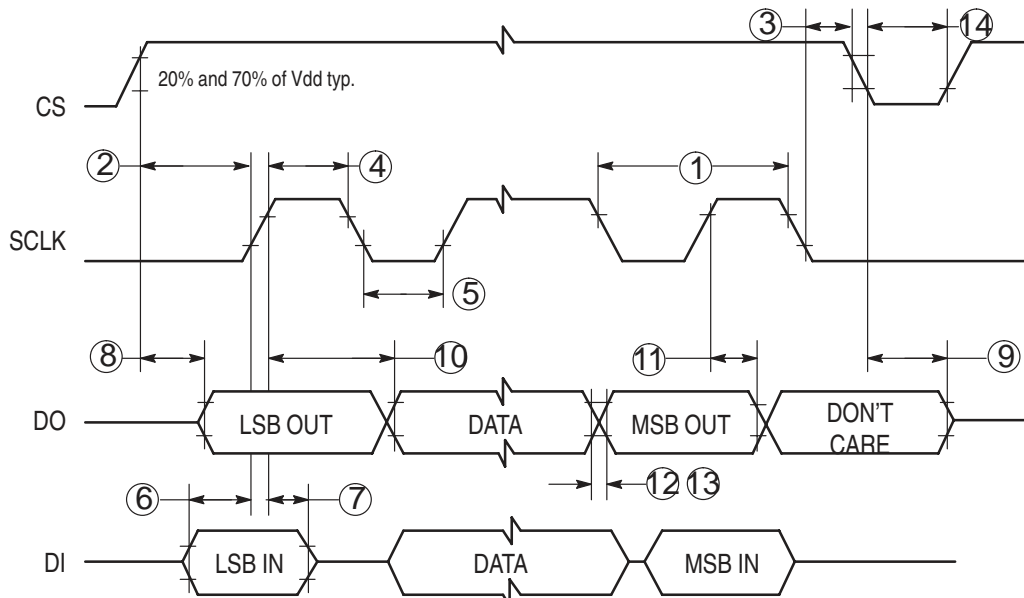 3
14
20% and 70% of Vdd typ.
CS
2
4
1
SCLK
5
8
10
11
9
DO
LSB OUT
DATA
MSB OUT
DON'T
CARE
12 13
6
7
DI
LSB IN
DATA
MSB IN